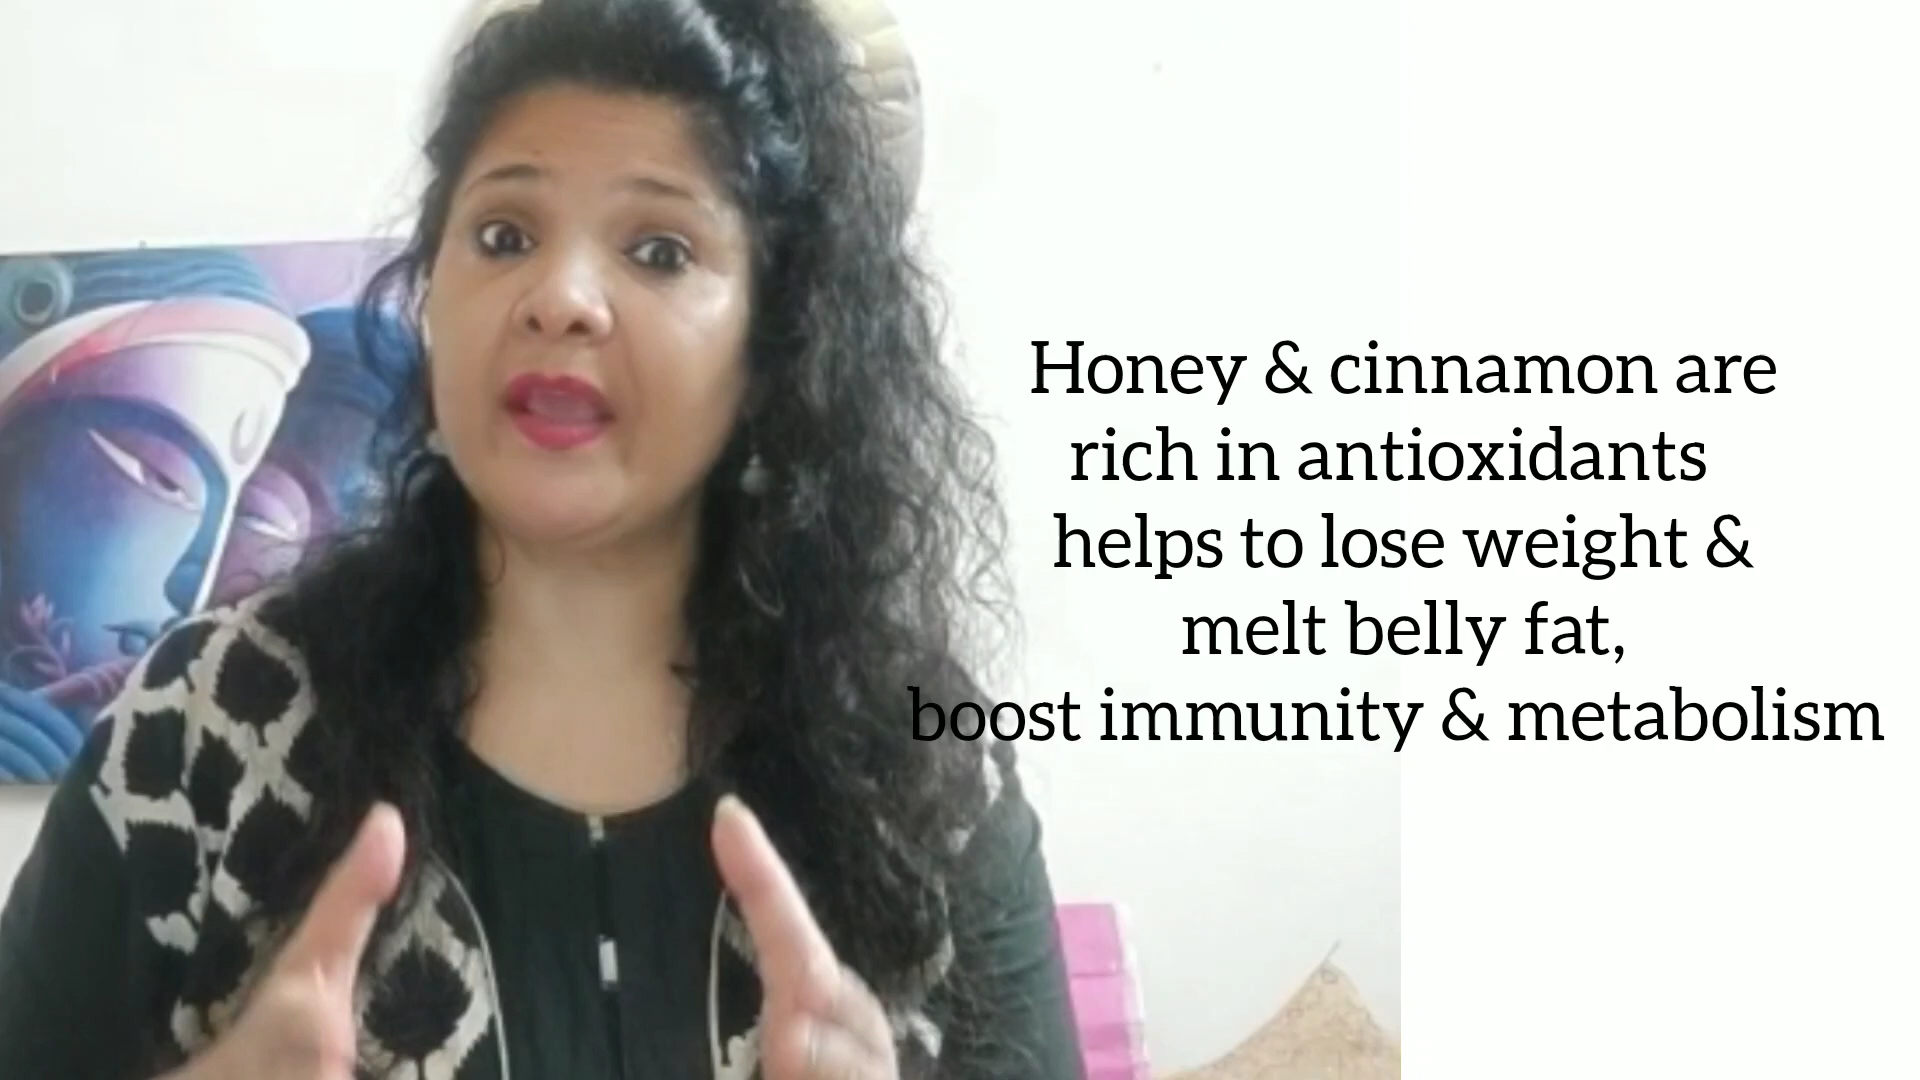 Honey & cinnamon are
rich in antioxidants
helps to lose weight &
melt belly fat,
boost immunity & metabolism